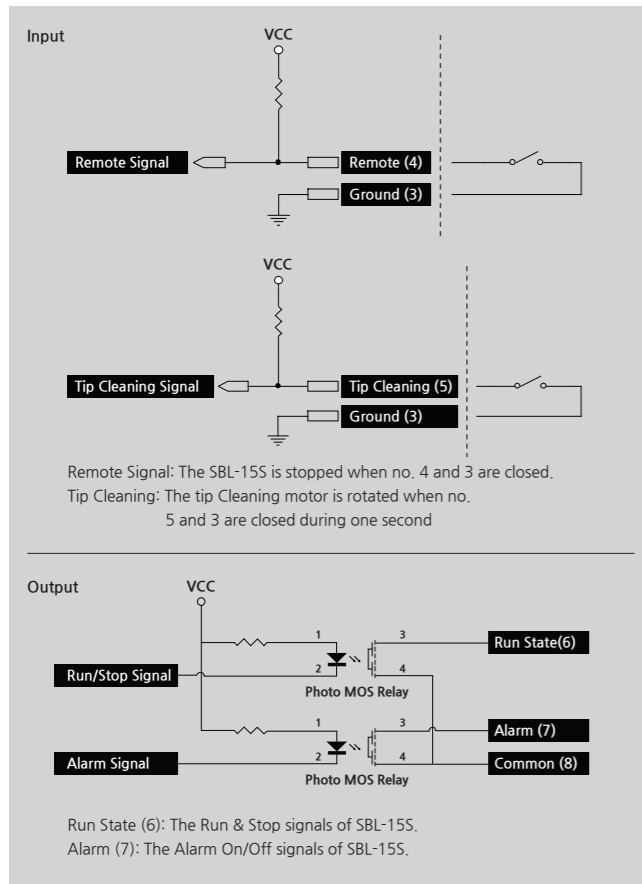 Input
VCC
Remote Signal
Remote (4)
Ground (3)
VCC
Tip Cleaning Signal
Tip Cleaning (5)
Ground (3)
Remote Signal: The SBL-15S is stopped when no. 4 and 3 are closed.
Tip Cleaning: The tip Cleaning motor is rotated when no.
5 and 3 are closed during one second
Output
VCC
1
3
Run State(6)
2
4
Run/Stop Signal
Photo MOS Relay
1
3
Alarm (7)
2
4
Alarm Signal
Common (8)
Photo MOS Relay
Run State (6): The Run & Stop signals of SBL-15S.
Alarm (7): The Alarm On/Off signals of SBL-15S.